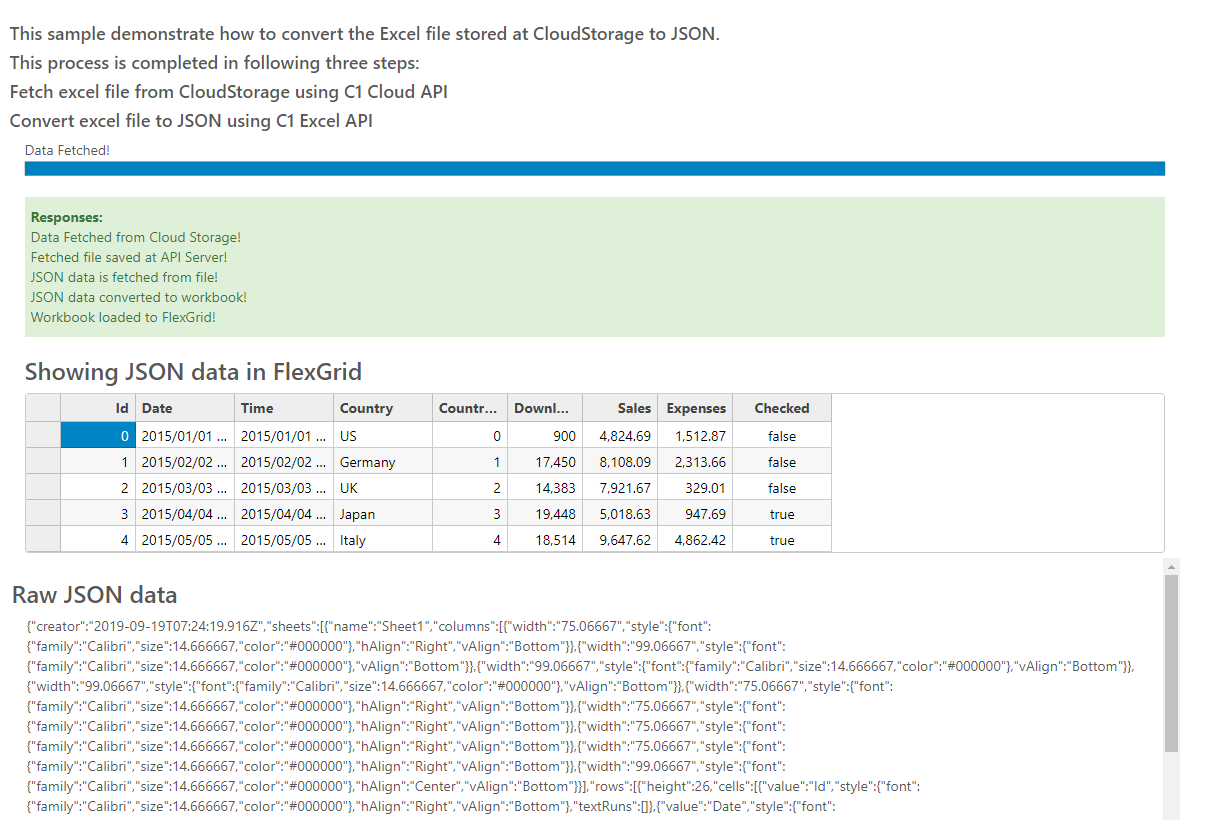 This sample demonstrate how to convert the Excel file stored at CloudStorage to JSON.
This process is completed in following three steps:
Fetch excel file from CloudStorage using C1 Cloud API
Convert excel file to JSON using C1 Excel API
Data Fetched!
Responses:
Data Fetched from Cloud Storage!
Fetched file saved at API Server!
JSON data is fetched from file!
JSON data converted to workbook!
Workbook loaded to FlexGrid!
Showing JSON data in FlexGrid
Id Date Time Country Countr... Downl... Sales Expenses Checked
0 2015/01/01 ... 2015/01/01 ... US 0 900 4,824.69 1,512.87 false
1 2015/02/02 ... 2015/02/02 ... Germany 1 17,450 8,108.09 2,313.66 false
2 2015/03/03 ... 2015/03/03 ... UK 2 14,383 7,921.67 329.01 false
3 2015/04/04 ... 2015/04/04 ... Japan 3 19,448 5,018.63 947.69 true
4 2015/05/05 ... 2015/05/05 ... Italy 4 18,514 9,647.62 4,862.42 true
Raw JSON data
{"creator":"2019-09-19T07:24:19.916Z","sheets":[{"name":"Sheet1","columns":[{"width":"75.06667","style":{"font":
{"family":"Calibri","size":14.666667,"color":"#000000"},"hAlign":"Right","vAlign":"Bottom"}},{"width":"99.06667","style":{"font":
{"family":"Calibri","size":14.666667,"color":"#000000"},"vAlign":"Bottom"}},{"width":"99.06667","style":{"font":{"family":"Calibri","size":14.666667,"color":"#000000"},"vAlign":"Bottom"}},
{"width":"99.06667","style":{"font":{"family":"Calibri","size":14.666667,"color":"#000000"},"vAlign":"Bottom"}},{"width":"75.06667","style":{"font":
{"family":"Calibri","size":14.666667,"color":"#000000"},"hAlign":"Right","vAlign":"Bottom"}},{"width":"75.06667","style":{"font":
{"family":"Calibri","size":14.666667,"color":"#000000"},"hAlign":"Right","vAlign":"Bottom"}},{"width":"75.06667","style":{"font":
{"family":"Calibri","size":14.666667,"color":"#000000"},"hAlign":"Right","vAlign":"Bottom"}},{"width":"75.06667","style":{"font":
{"family":"Calibri","size":14.666667,"color":"#000000"},"hAlign":"Right","vAlign":"Bottom"}},{"width":"99.06667","style":{"font":
{"family":"Calibri","size":14.666667,"color":"#000000"},"hAlign":"Center","vAlign":"Bottom"}}],"rows":[{"height":26,"cells":[{"value":"Id","style":{"font":
{"family":"Calibri","size":14.666667,"color":"#000000"},"hAlign":"Right","vAlign":"Bottom"},"textRuns":[]},{"value":"Date","style":{"font":